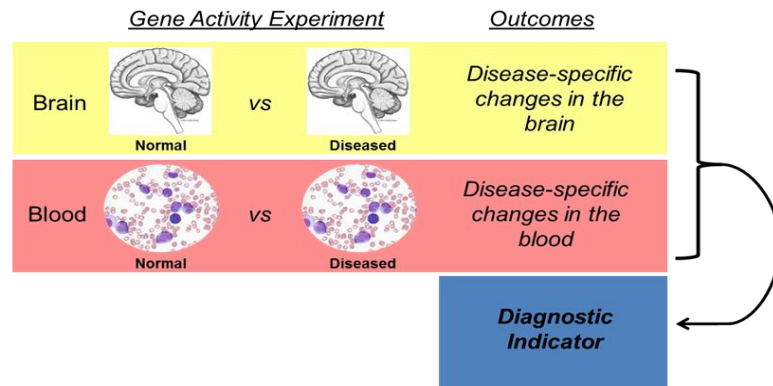 Gene Activity Experiment Outcomes
Brain vs Disease-specific changes in the brain
Normal Diseased
Blood vs Disease-specific changes in the blood
Normal Diseased
Diagnostic
Indicator